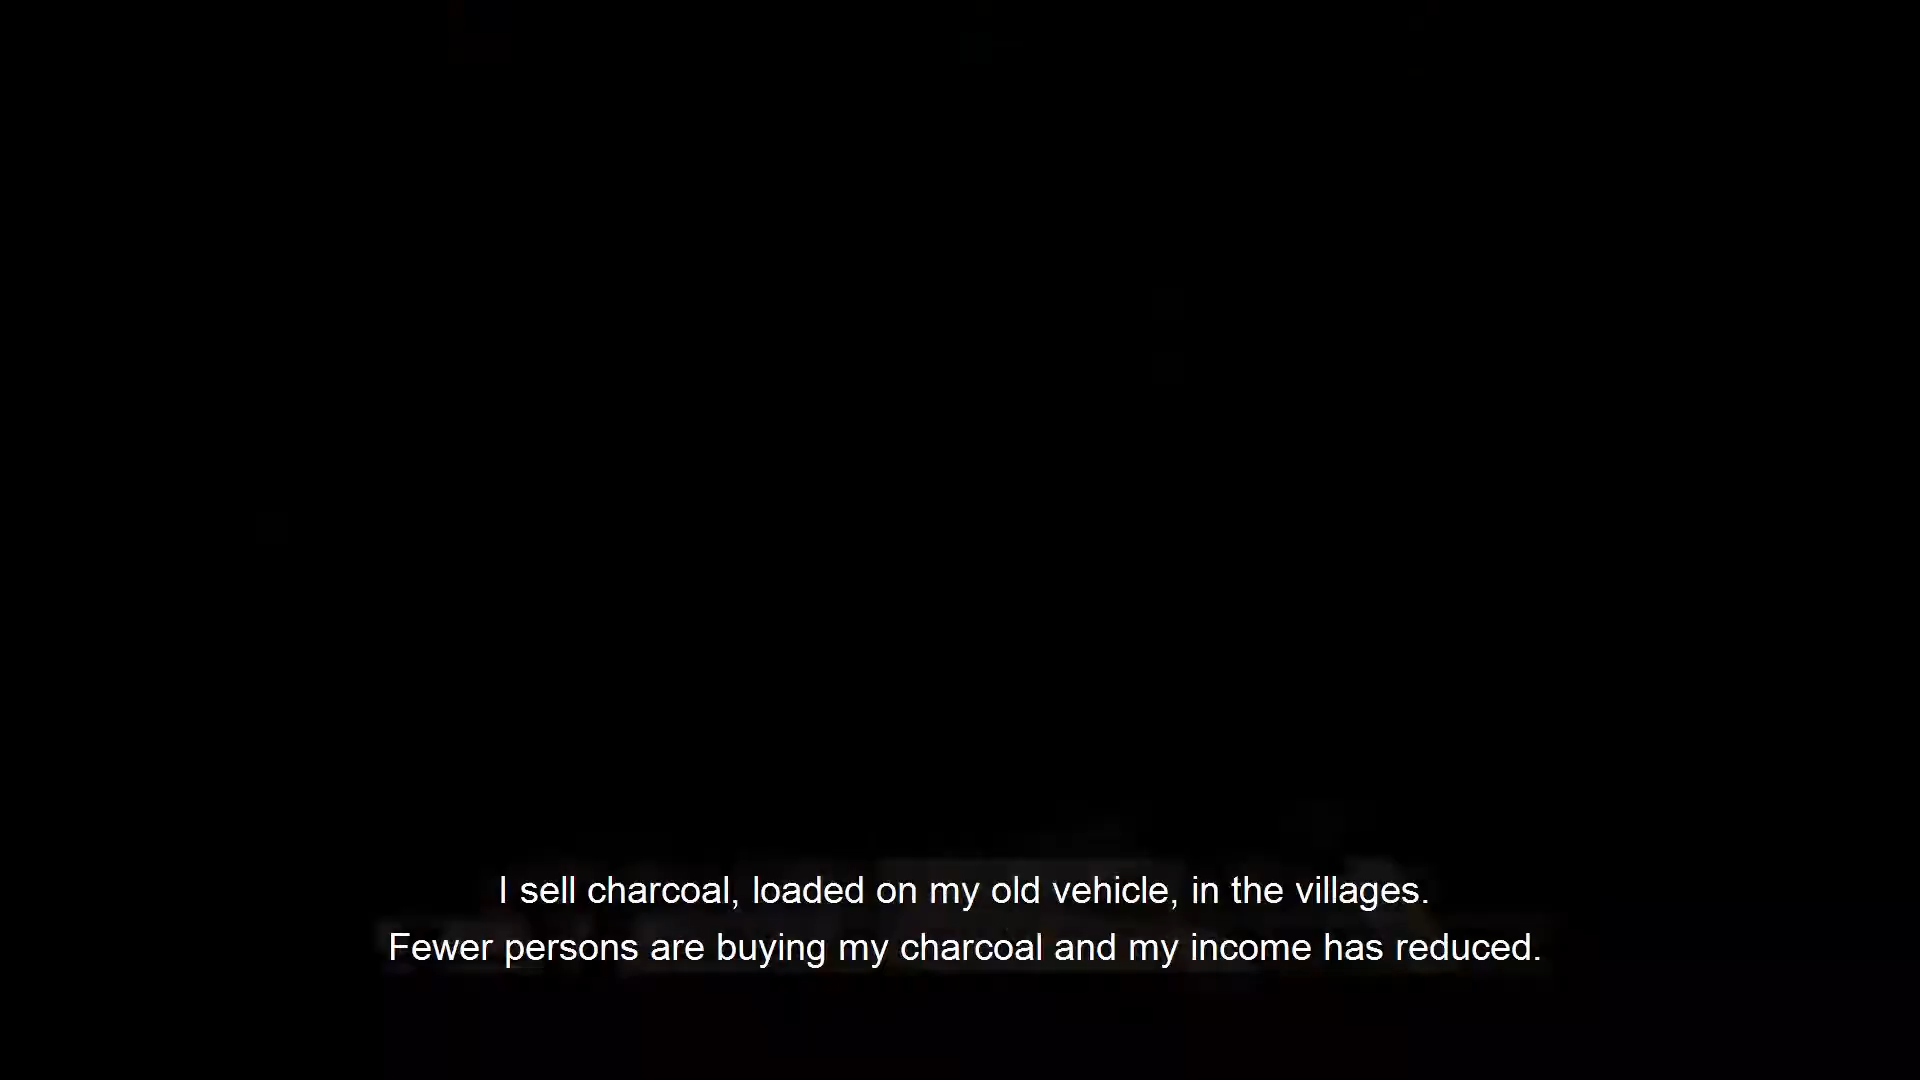 I sell charcoal, loaded on my old vehicle, in the villages.
Fewer persons are buying my charcoal and my income has reduced.